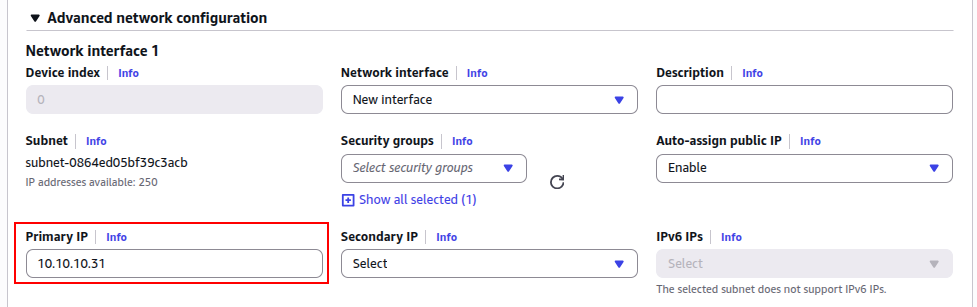 Advanced network configuration
Network interface 1
Device index Info
0
Network interface Info
New interface
Description Info
Subnet Info
subnet-0864ed05bf39c3acb
IP addresses available: 250
Security groups Info
Select security groups
Show all selected (1)
Auto-assign public IP Info
Enable
Primary IP Info
10.10.10.31
Secondary IP Info
Select
IPv6 IPs Info
Select
The selected subnet does not support IPv6 IPs.